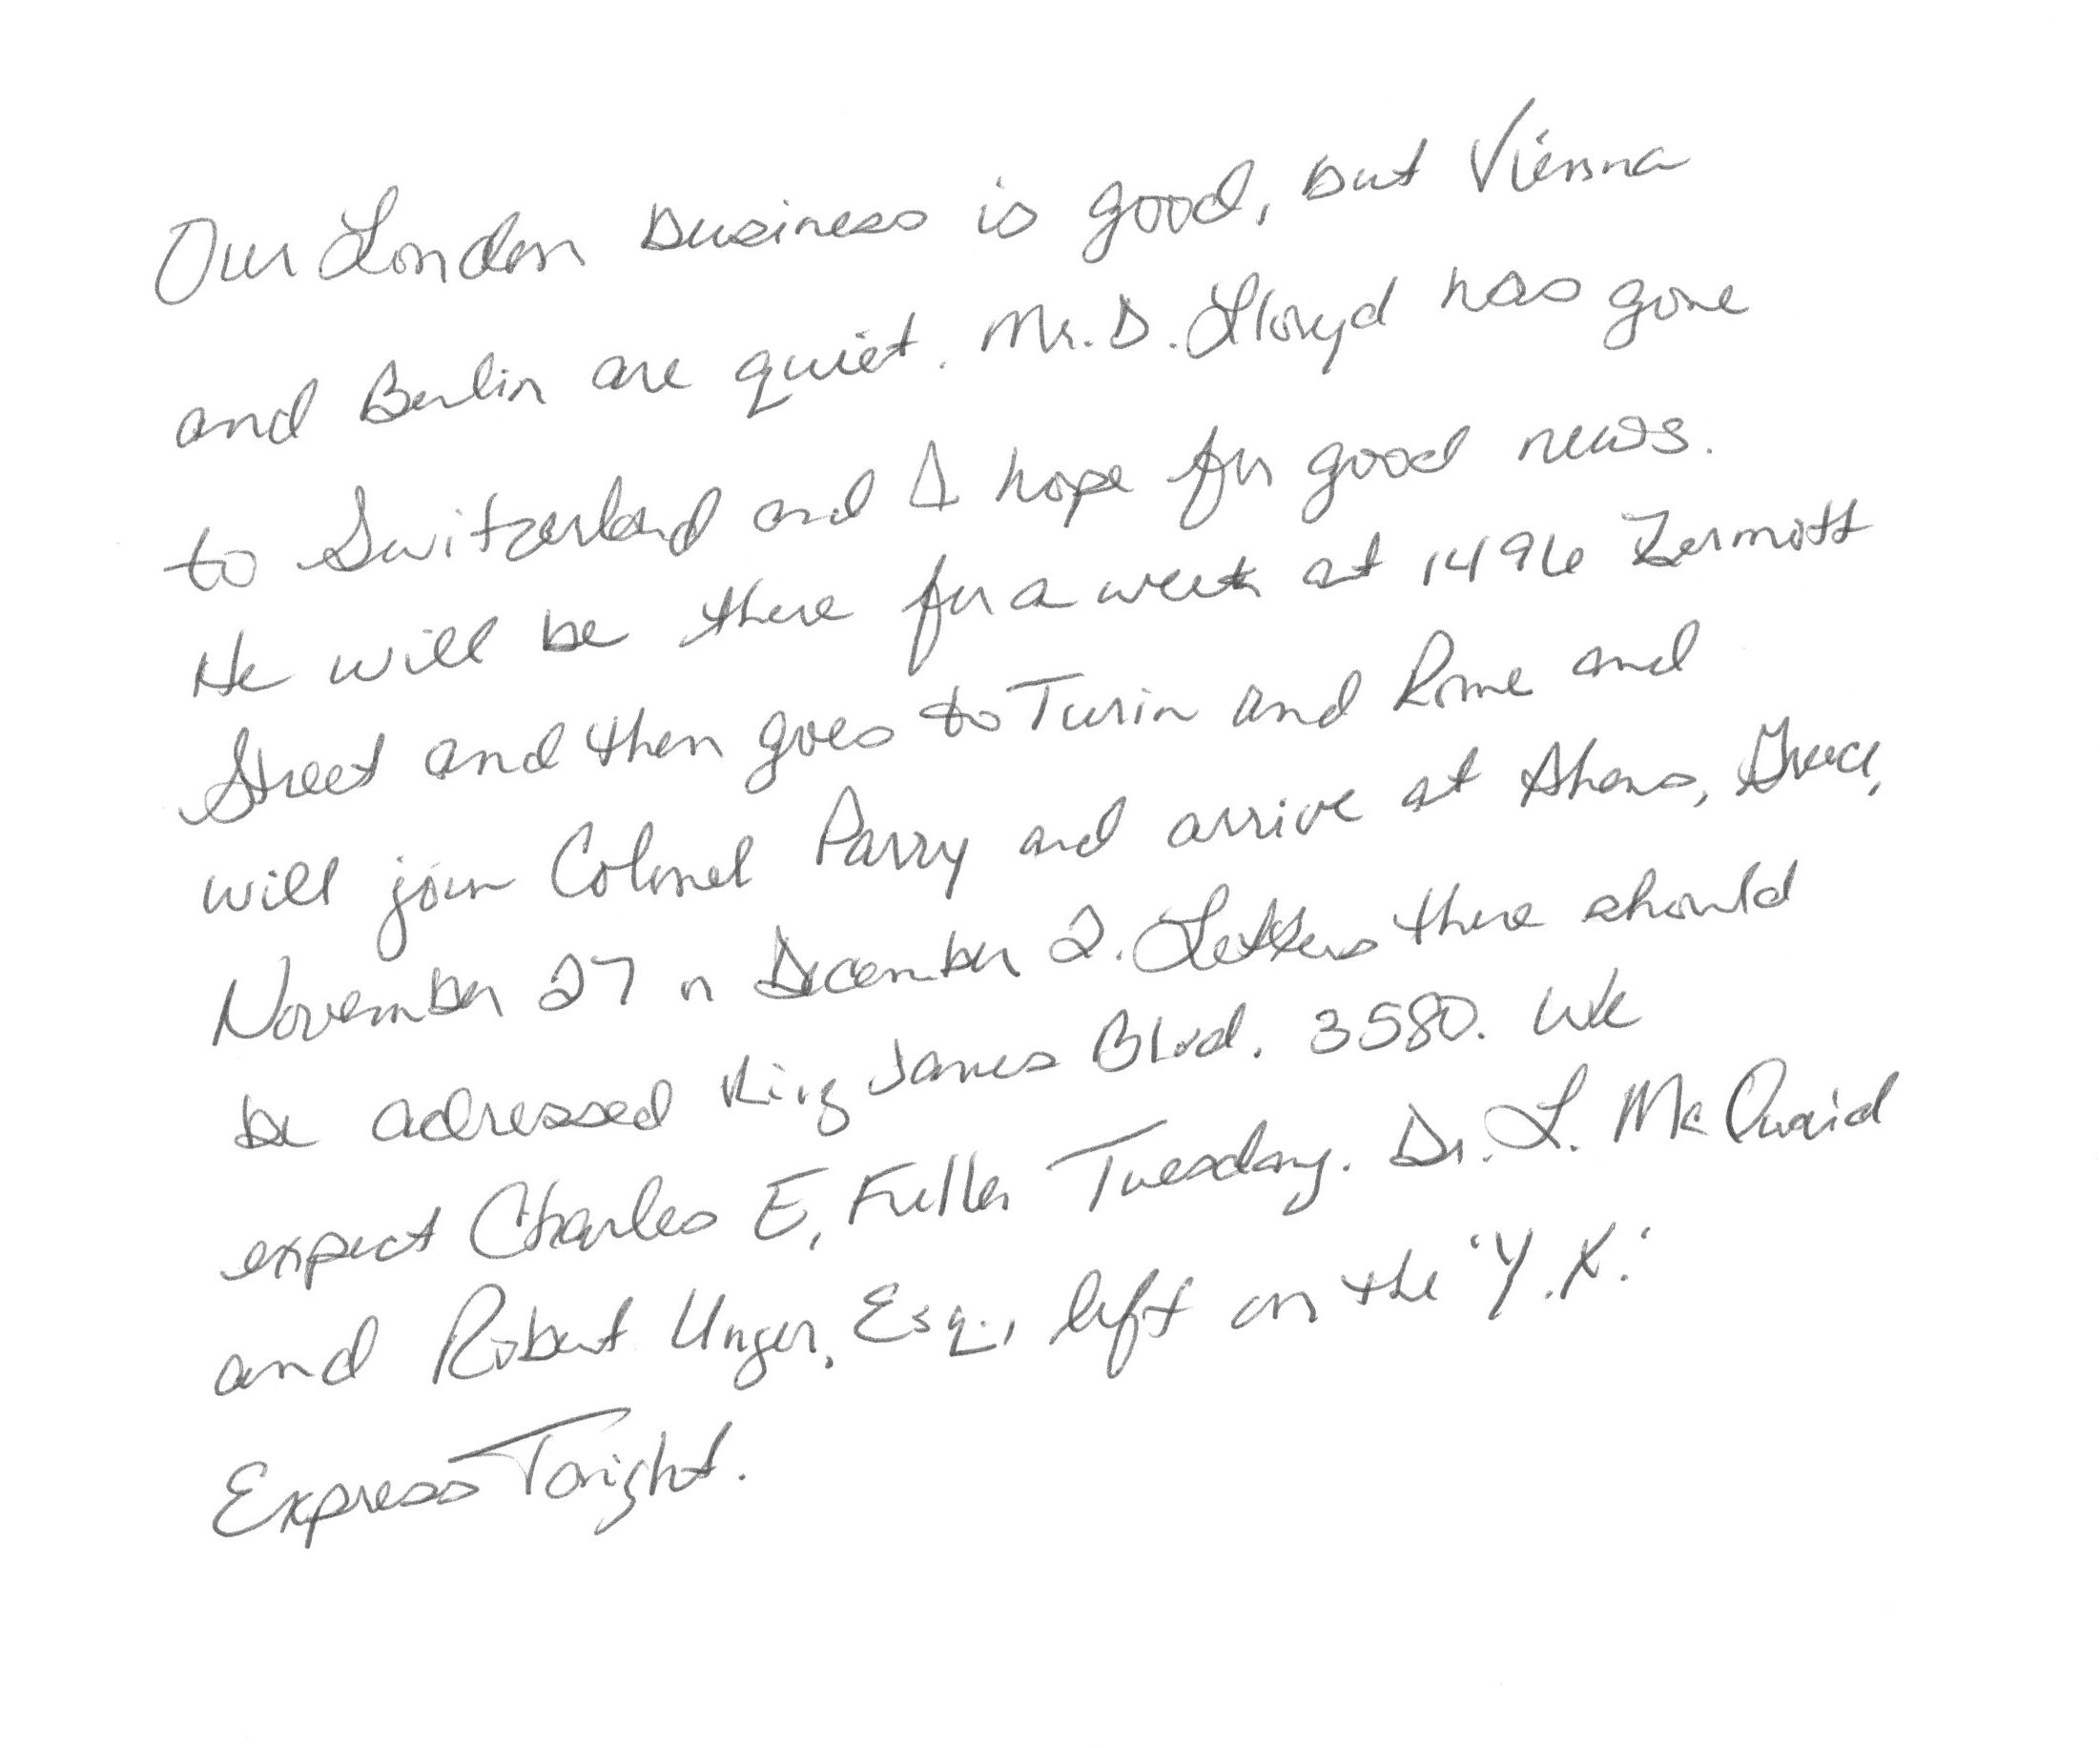 Our London business is good, but Vienna
and Berlin are quiet. Mr. D. Lloyd has gone
to Switzerland and I hope for good news.
He will be there for a week at 1496 Zermott
Street and then goes to Turin and Rome and
will join Colonel Parry and arrive at Athens, Greece,
November 27 or December 2. Letters there should
be adressed King James Blvd. 3580. We
expect Charles E. Fuller Tuesday. Dr. L. McQuaid
and Robert Unger, Esq., left on the 'Y.X.'
Express Tonight.